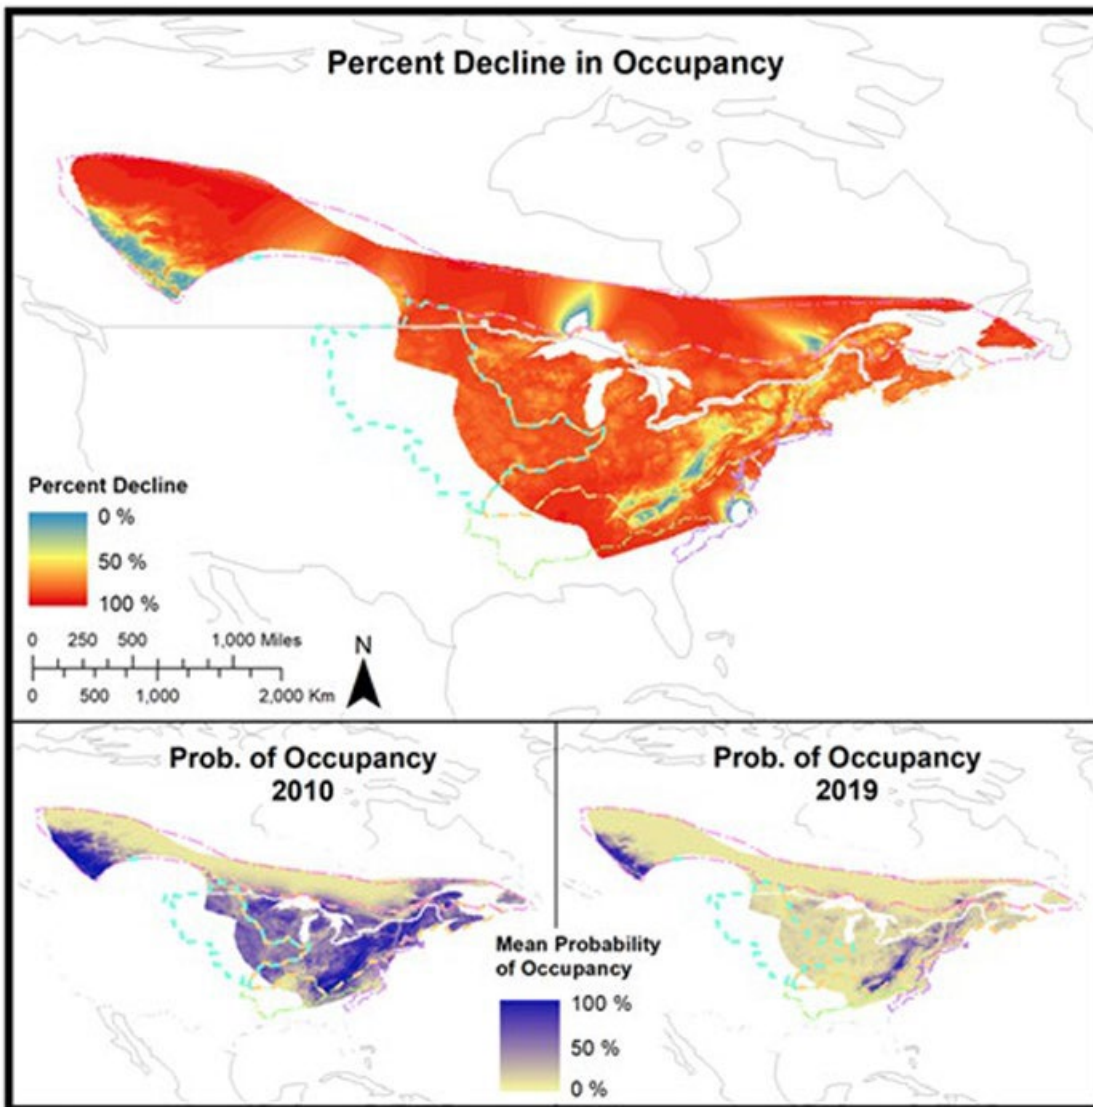 Percent Decline in Occupancy
Percent Decline
0 %
50 %
100 %
0 250 500 1,000 Miles
0 500 1,000 2,000 Km
N
Prob. of Occupancy
2010
Prob. of Occupancy
2019
Mean Probability
of Occupancy
100 %
50 %
0 %